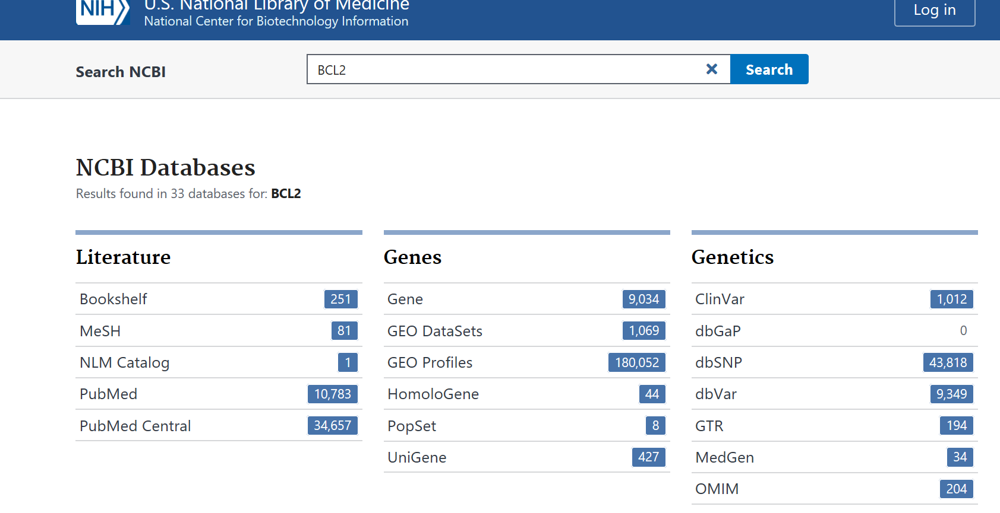 NIH
U.S. National Library of Medicine
National Center for Biotechnology Information
Log in
Search NCBI
BCL2
Search
NCBI Databases
Results found in 33 databases for: BCL2
Literature
Bookshelf 251
MeSH 81
NLM Catalog 1
PubMed 10,783
PubMed Central 34,657
Genes
Gene 9,034
GEO DataSets 1,069
GEO Profiles 180,052
HomoloGene 44
PopSet 8
UniGene 427
Genetics
ClinVar 1,012
dbGaP 0
dbSNP 43,818
dbVar 9,349
GTR 194
MedGen 34
OMIM 204